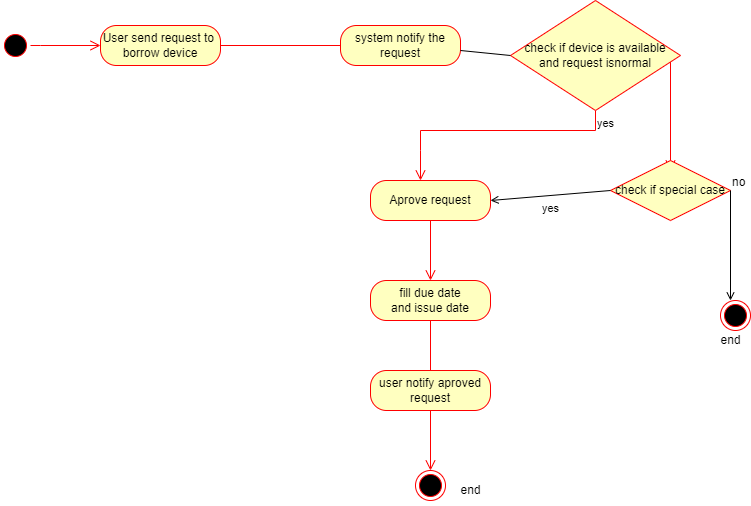 User send request to
borrow device
system notify the
request
check if device is available
and request isnormal
yes
check if special case
no
Aprove request
yes
fill due date
and issue date
end
user notify aproved
request
end